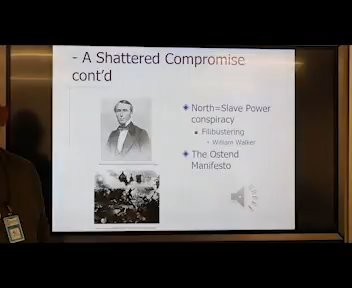 - A Shattered Compromise
cont'd
North=Slave Power
conspiracy
Filibustering
William Walker
The Ostend
Manifesto